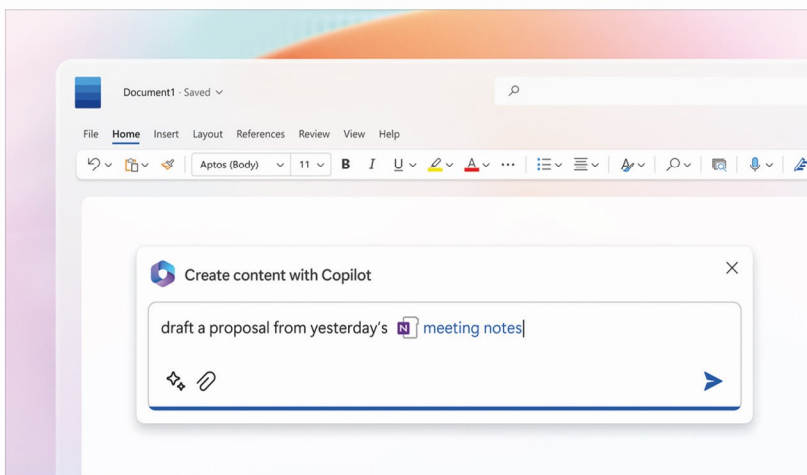 Document1 · Saved
File Home Insert Layout References Review View Help
Aptos (Body) 11 B I U A A
Create content with Copilot
draft a proposal from yesterday's N meeting notes